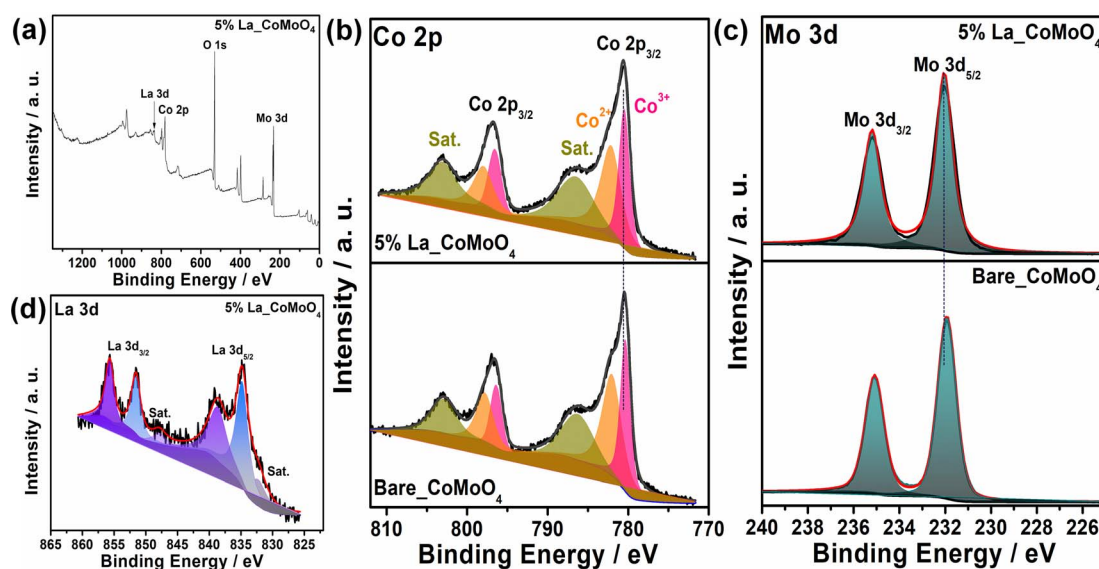 (a)
5% La_CoMoO₄
O 1s
La 3d
Co 2p
Mo 3d
Intensity / a. u.
1200 1000 800 600 400 200 0
Binding Energy / eV
(d)
La 3d
5% La_CoMoO₄
La 3d₃/₂
La 3d₅/₂
Sat.
Sat.
Intensity / a. u.
865 855 850 845 840 835 830 825
Binding Energy / eV
(b)
Co 2p
Co 2p₃/₂
Co 2p₃/₂
Co²⁺
Co³⁺
Sat.
Sat.
5% La_CoMoO₄
Bare_CoMoO₄
Intensity / a. u.
Intensity / a. u.
810 800 790 780 770
Binding Energy / eV
(c)
Mo 3d
5% La_CoMoO₄
Mo 3d₅/₂
Mo 3d₃/₂
Bare_CoMoO₄
Intensity / a. u.
Intensity / a. u.
240 235 234 232 230 228 225
Binding Energy / eV